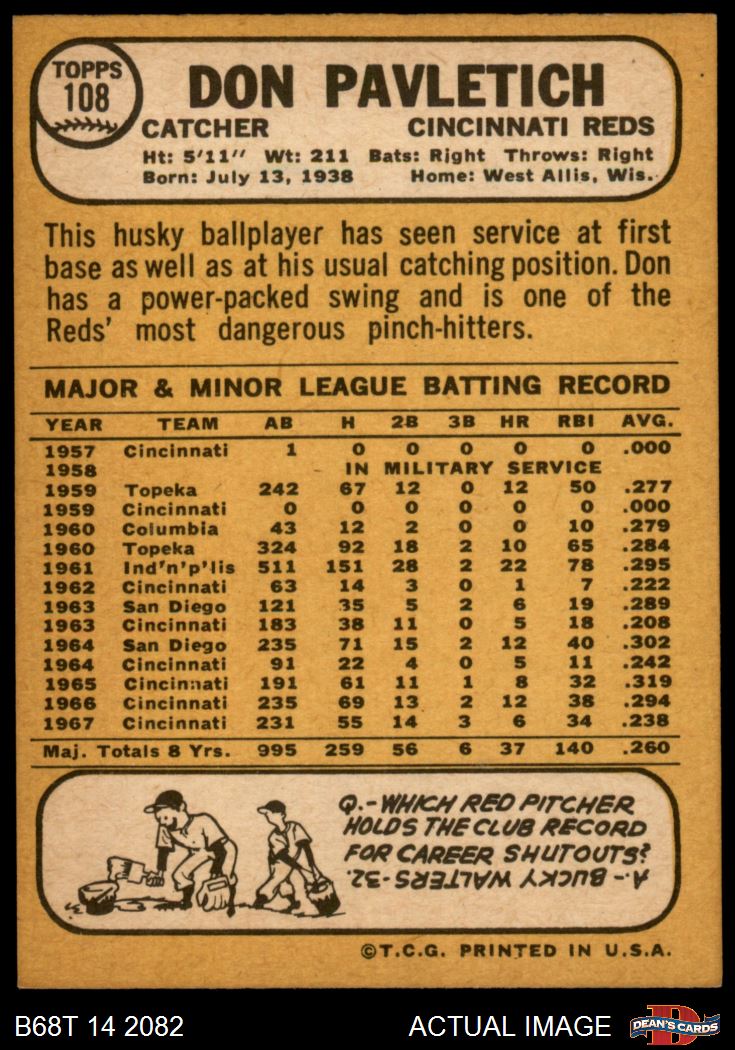 TOPPS
108
DON PAVLETICH
CATCHER CINCINNATI REDS
Ht: 5'11" Wt: 211 Bats: Right Throws: Right
Born: July 13, 1938 Home: West Allis, Wis.
This husky ballplayer has seen service at first
base as well as at his usual catching position. Don
has a power-packed swing and is one of the
Reds' most dangerous pinch-hitters.
MAJOR & MINOR LEAGUE BATTING RECORD
YEAR TEAM AB H 2B 3B HR RBI AVG.
1957 Cincinnati 1 0 0 0 0 0 .000
1958 IN MILITARY SERVICE
1959 Topeka 242 67 12 0 12 50 .277
1959 Cincinnati 0 0 0 0 0 0 .000
1960 Columbia 43 12 2 0 0 10 .279
1960 Topeka 324 92 18 2 10 65 .284
1961 Ind'n'p'lis 511 151 28 2 22 78 .295
1962 Cincinnati 63 14 3 0 1 7 .222
1963 San Diego 121 35 5 2 6 19 .289
1963 Cincinnati 183 38 11 0 5 18 .208
1964 San Diego 235 71 15 2 12 40 .302
1964 Cincinnati 91 22 4 0 5 11 .242
1965 Cincinnati 191 61 11 1 8 32 .319
1966 Cincinnati 235 69 13 2 12 38 .294
1967 Cincinnati 231 55 14 3 6 34 .238
Maj. Totals 8 Yrs. 995 259 56 6 37 140 .260
Q.-WHICH RED PITCHER
HOLDS THE CLUB RECORD
FOR CAREER SHUTOUTS?
A.-BUCKY WALTERS-32.
©T.C.G. PRINTED IN U.S.A.
B68T 14 2082 ACTUAL IMAGE DEAN'S CARDS